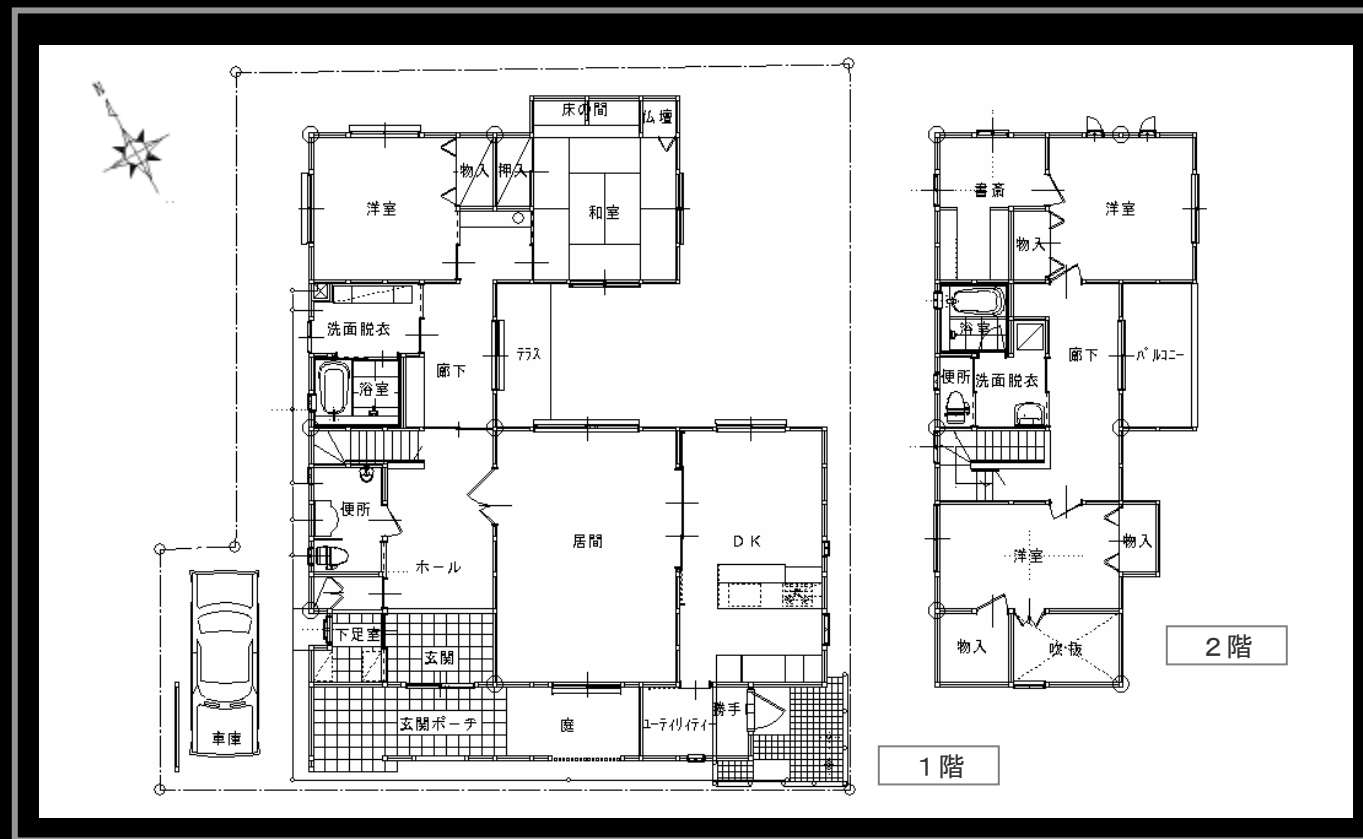 N
床の間
仏壇
物入
押入
洋室
和室
洗面脱衣
浴室
廊下
テラス
便所
ホール
居間
DK
下足室
玄関
玄関ポーチ
庭
ユーティリィティ
勝手
車庫
1階
書斎
洋室
物入
浴室
便所
洗面脱衣
廊下
バルコニー
洋室
物入
物入
吹抜
2階